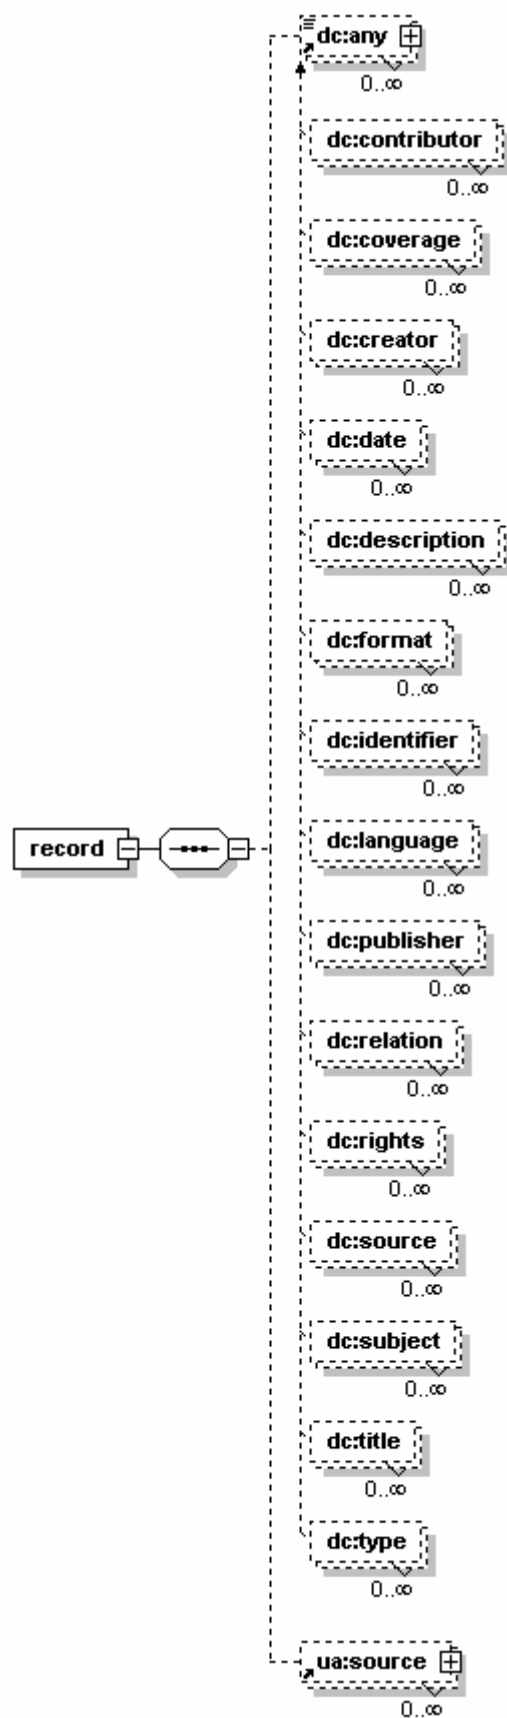 dc:any
0..∞
dc:contributor
0..∞
dc:coverage
0..∞
dc:creator
0..∞
dc:date
0..∞
dc:description
0..∞
dc:format
0..∞
dc:identifier
0..∞
record
dc:language
0..∞
dc:publisher
0..∞
dc:relation
0..∞
dc:rights
0..∞
dc:source
0..∞
dc:subject
0..∞
dc:title
0..∞
dc:type
0..∞
ua:source
0..∞